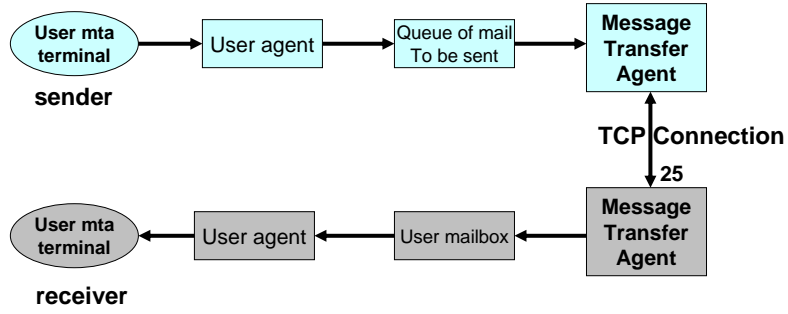 User mta
terminal
User agent
Queue of mail
To be sent
Message
Transfer
Agent
sender
TCP Connection
25
User mta
terminal
User agent
User mailbox
Message
Transfer
Agent
receiver